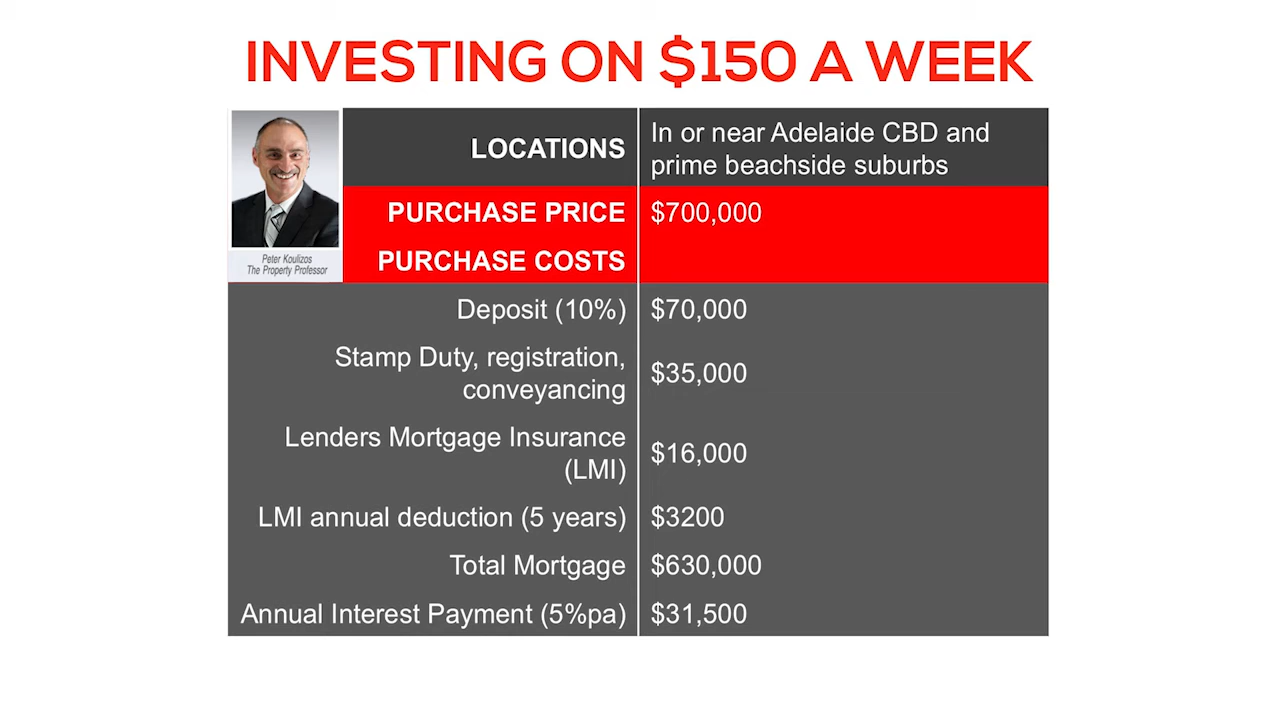 INVESTING ON $150 A WEEK
LOCATIONS
In or near Adelaide CBD and
prime beachside suburbs
PURCHASE PRICE
$700,000
Peter Koulizos
The Property Professor
PURCHASE COSTS
Deposit (10%)
$70,000
Stamp Duty, registration,
conveyancing
$35,000
Lenders Mortgage Insurance
(LMI)
$16,000
LMI annual deduction (5 years)
$3200
Total Mortgage
$630,000
Annual Interest Payment (5%pa)
$31,500